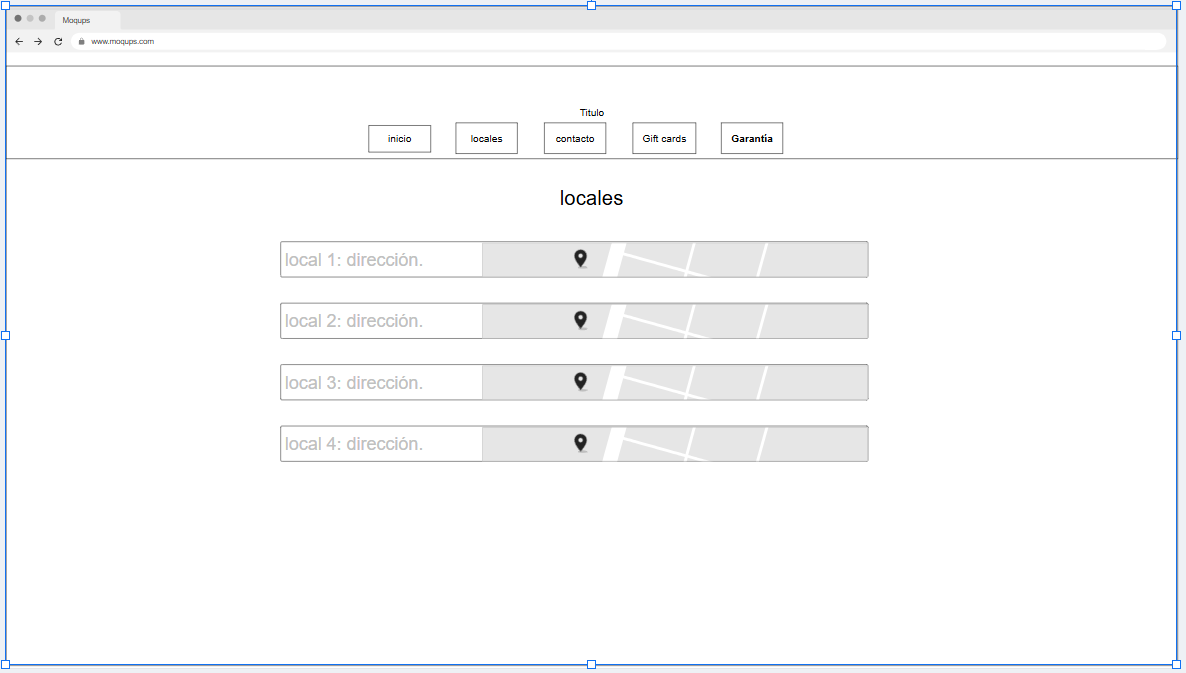 Moqups
www.moqups.com
Titulo
inicio
locales
contacto
Gift cards
Garantía
locales
local 1: dirección.
local 2: dirección.
local 3: dirección.
local 4: dirección.